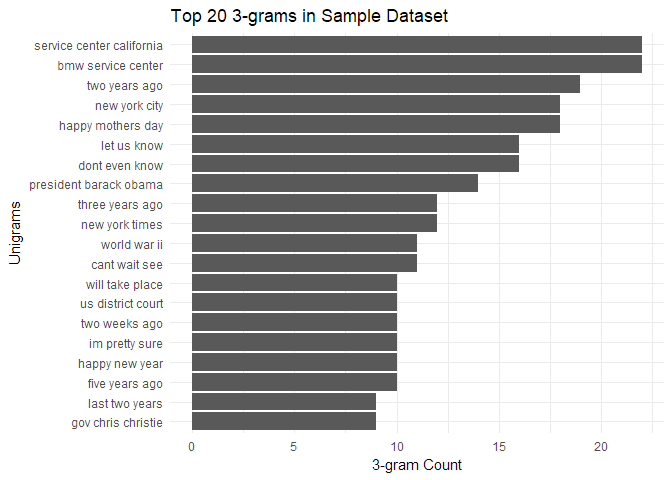 Top 20 3-grams in Sample Dataset
Unigrams
service center california
bmw service center
two years ago
new york city
happy mothers day
let us know
dont even know
president barack obama
three years ago
new york times
world war ii
cant wait see
will take place
us district court
two weeks ago
im pretty sure
happy new year
five years ago
last two years
gov chris christie
0 5 10 15 20
3-gram Count